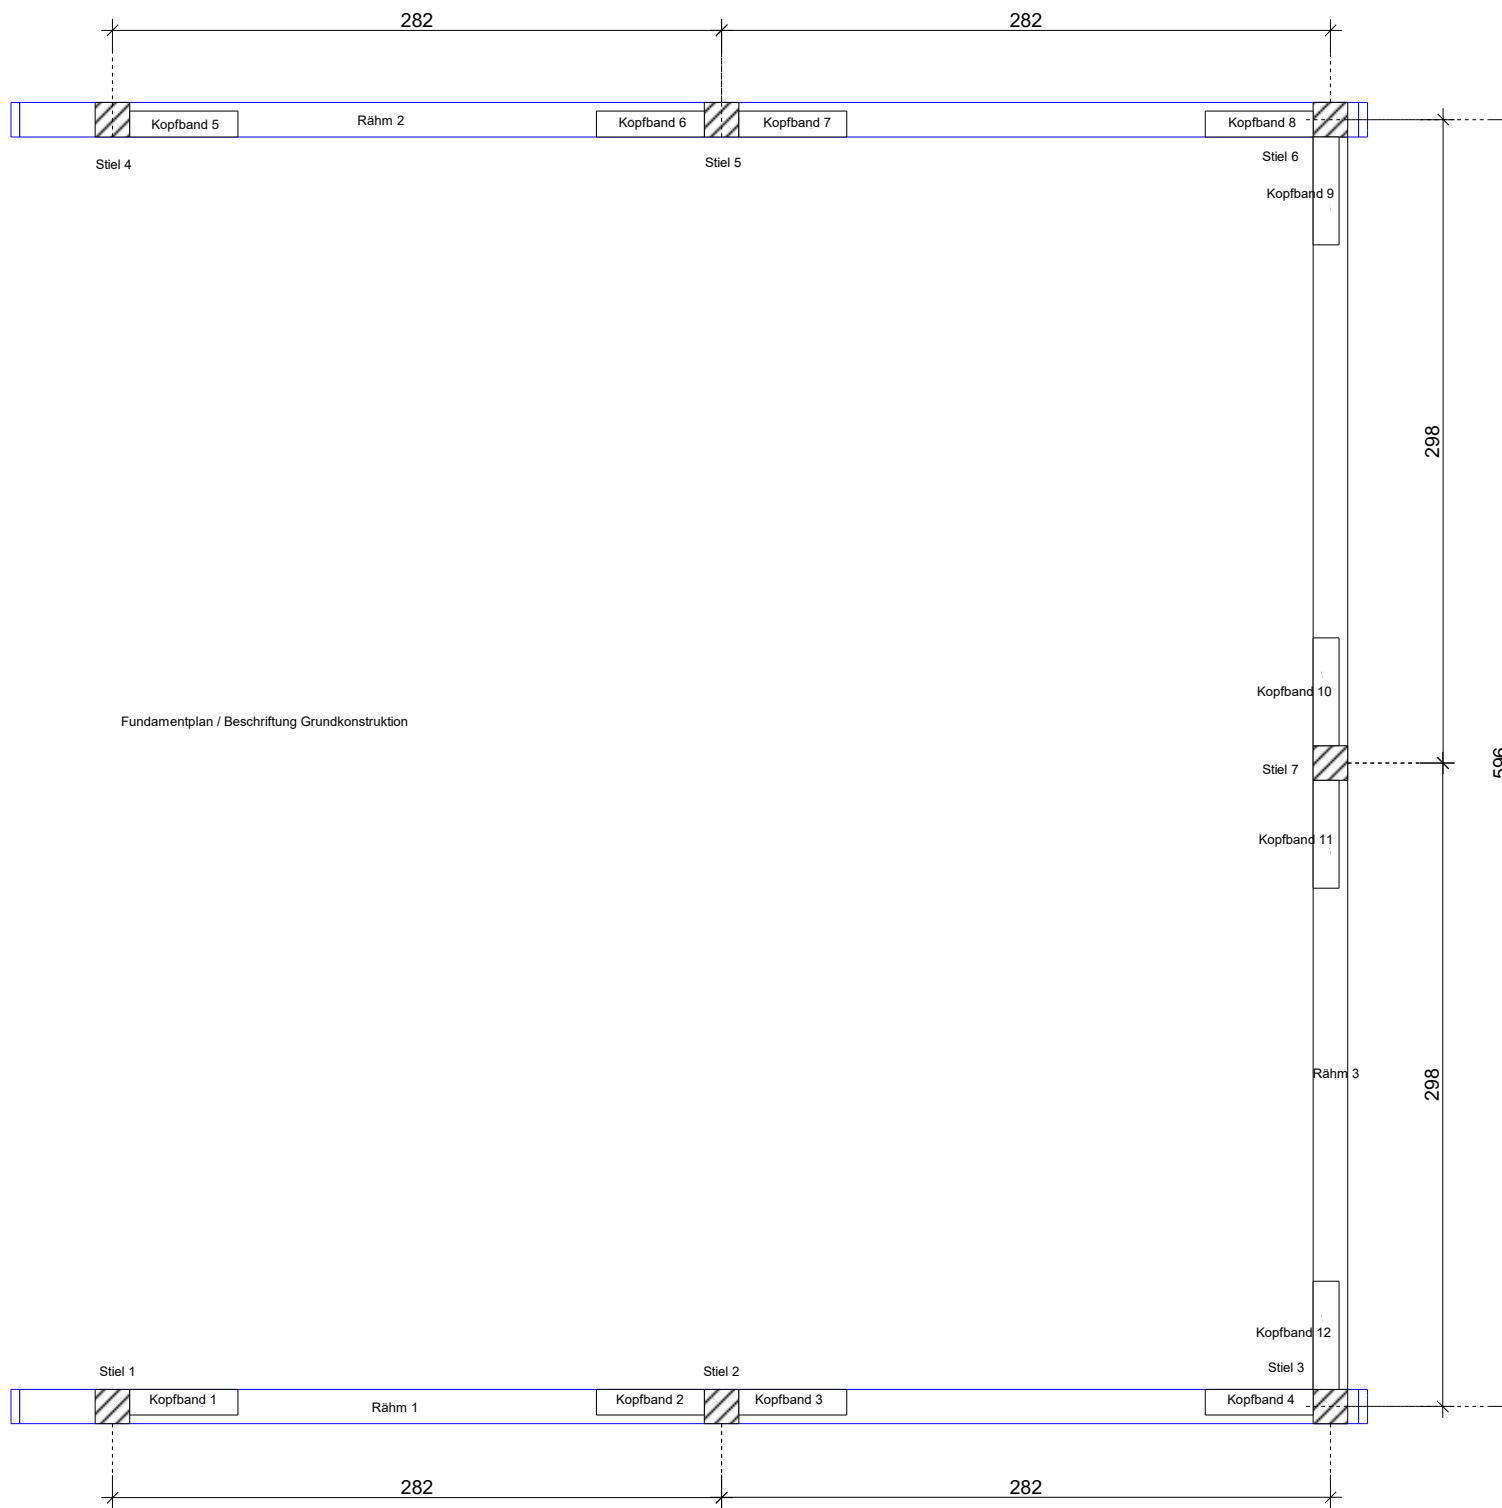 282
282
Kopfband 5
Rähm 2
Kopfband 6
Kopfband 7
Kopfband 8
Stiel 4
Stiel 5
Stiel 6
Kopfband 9
298
Kopfband 10
Fundamentplan / Beschriftung Grundkonstruktion
596
Stiel 7
Kopfband 11
Rähm 3
298
Kopfband 12
Stiel 1
Stiel 2
Stiel 3
Kopfband 1
Rähm 1
Kopfband 2
Kopfband 3
Kopfband 4
282
282